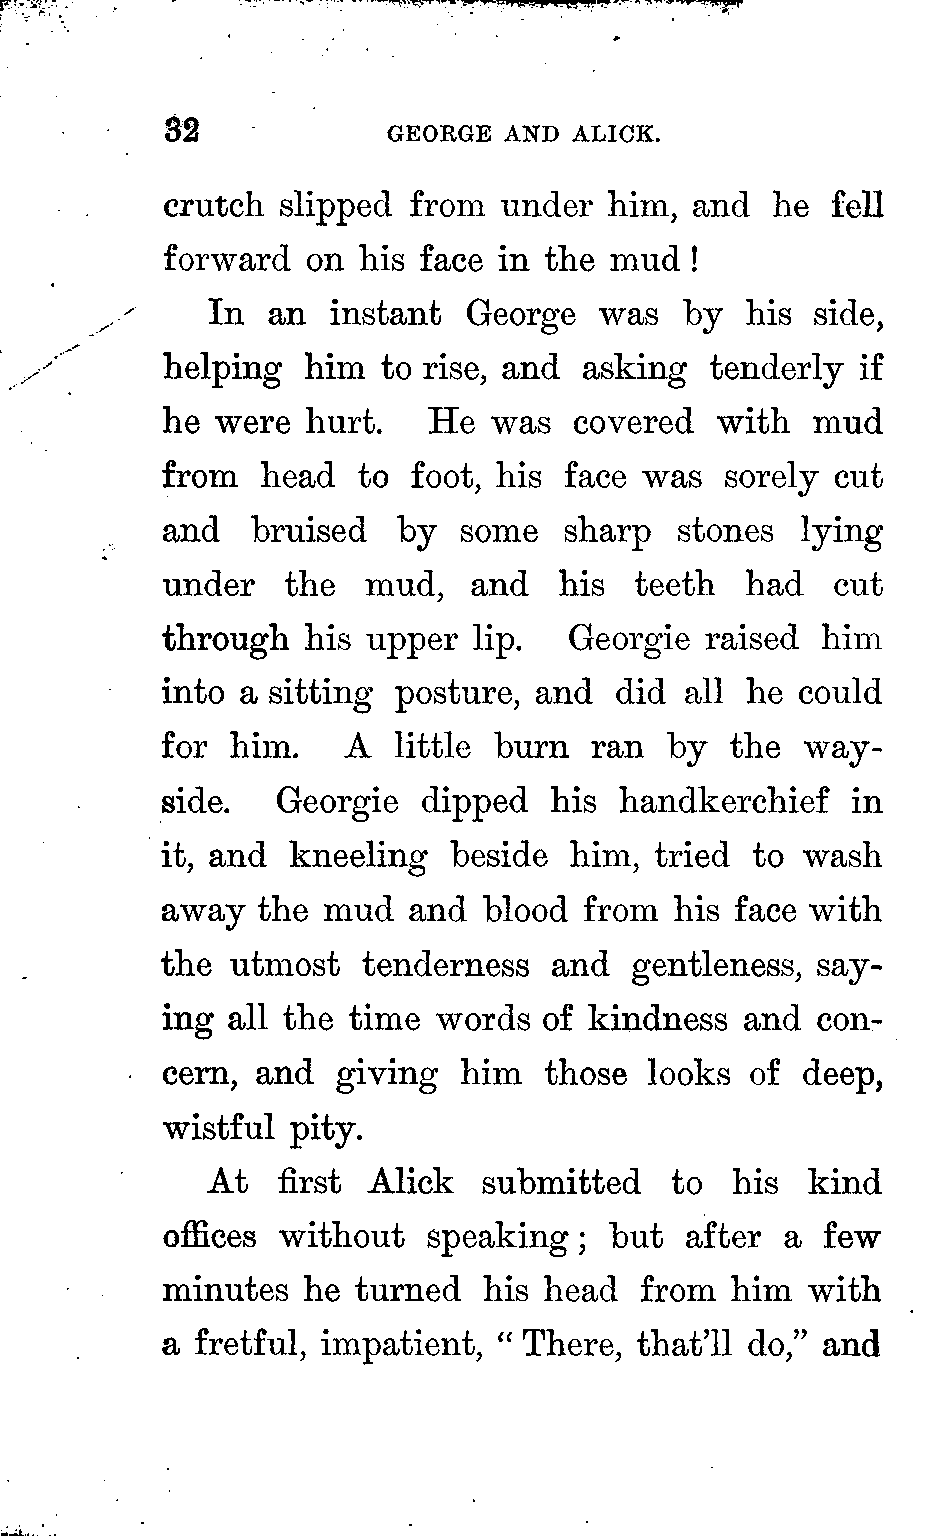 32 GEORGE AND ALICK.
crutch slipped from under him, and he fell
forward on his face in the mud !
In an instant George was by his side,
helping him to rise, and asking tenderly if
he were hurt. He was covered with mud
from head to foot, his face was sorely cut
and bruised by some sharp stones lying
under the mud, and his teeth had cut
through his upper lip. Georgie raised him
into a sitting posture, and did all he could
for him. A little burn ran by the way-
side. Georgie dipped his handkerchief in
it, and kneeling beside him, tried to wash
away the mud and blood from his face with
the utmost tenderness and gentleness, say-
ing all the time words of kindness and con-
cern, and giving him those looks of deep,
wistful pity.
At first Alick submitted to his kind
offices without speaking ; but after a few
minutes he turned his head from him with
a fretful, impatient, “ There, that’ll do,” and